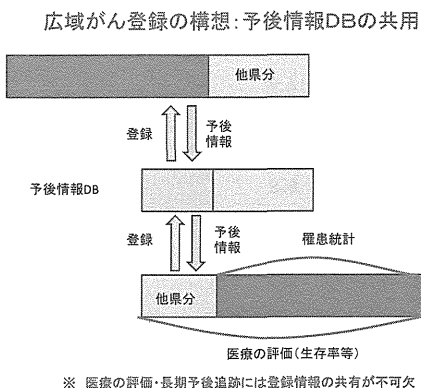 広域がん登録の構想:予後情報DBの共用
他県分
登録
予後
情報
予後情報DB
登録
予後
情報
罹患統計
他県分
医療の評価(生存率等)
※ 医療の評価・長期予後追跡には登録情報の共有が不可欠